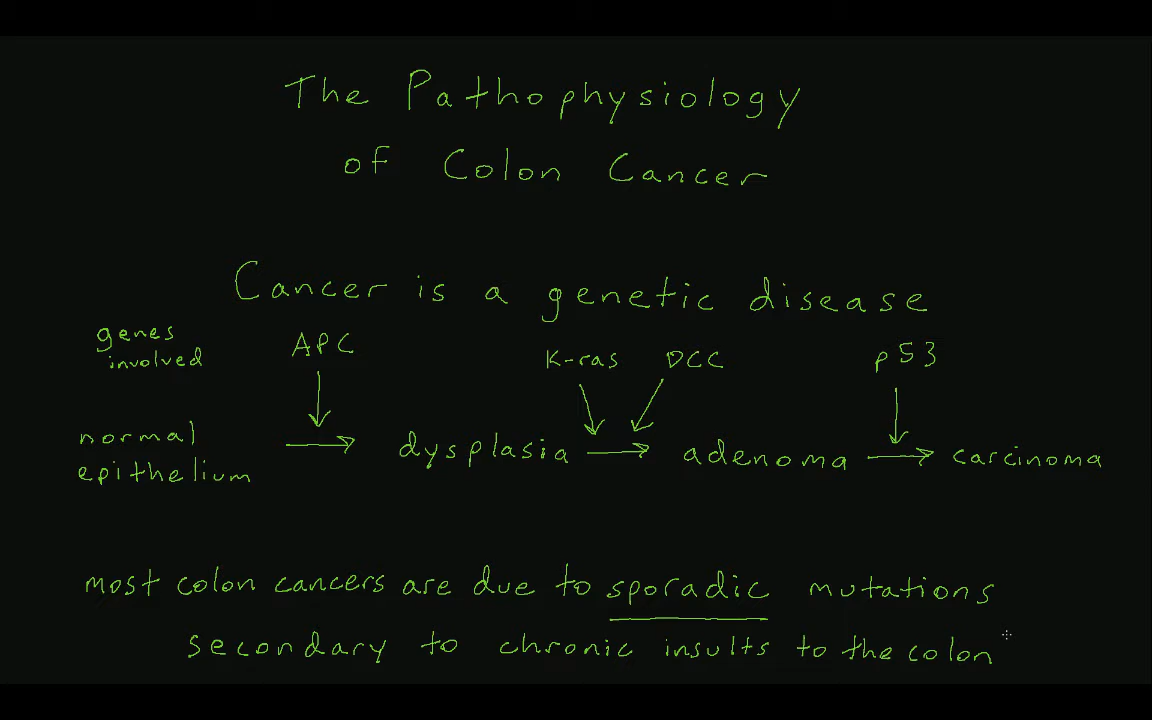 The Pathophysiology
of Colon Cancer
Cancer is a genetic disease
genes
involved
APC
K-ras DCC
p53
normal
epithelium
dysplasia
adenoma
carcinoma
most colon cancers are due to sporadic mutations
secondary to chronic insults to the colon